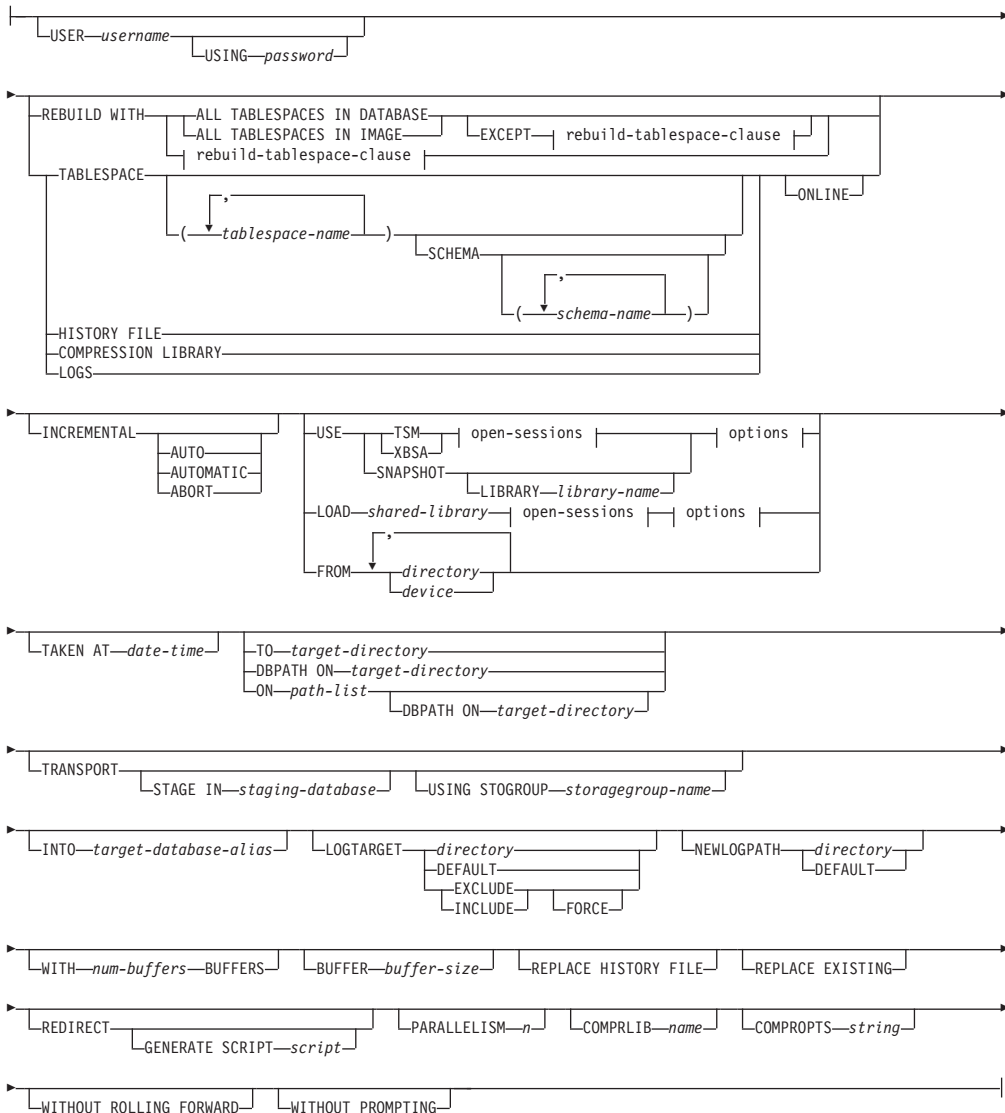 USER username
USING password
REBUILD WITH ALL TABLESPACES IN DATABASE
ALL TABLESPACES IN IMAGE EXCEPT rebuild-tablespace-clause
rebuild-tablespace-clause
TABLESPACE
ONLINE
,
( tablespace-name )
SCHEMA
,
( schema-name )
HISTORY FILE
COMPRESSION LIBRARY
LOGS
INCREMENTAL USE TSM open-sessions options
AUTO XBSA
AUTOMATIC SNAPSHOT
ABORT LIBRARY library-name
LOAD shared-library open-sessions options
,
FROM directory
device
TAKEN AT date-time TO target-directory
DBPATH ON target-directory
ON path-list
DBPATH ON target-directory
TRANSPORT
STAGE IN staging-database USING STOGROUP storagegroup-name
INTO target-database-alias LOGTARGET directory NEWLOGPATH directory
DEFAULT DEFAULT
EXCLUDE
INCLUDE FORCE
WITH num-buffers BUFFERS BUFFER buffer-size REPLACE HISTORY FILE REPLACE EXISTING
REDIRECT PARALLELISM n COMPRLIB name COMPROPTS string
GENERATE SCRIPT script
WITHOUT ROLLING FORWARD WITHOUT PROMPTING